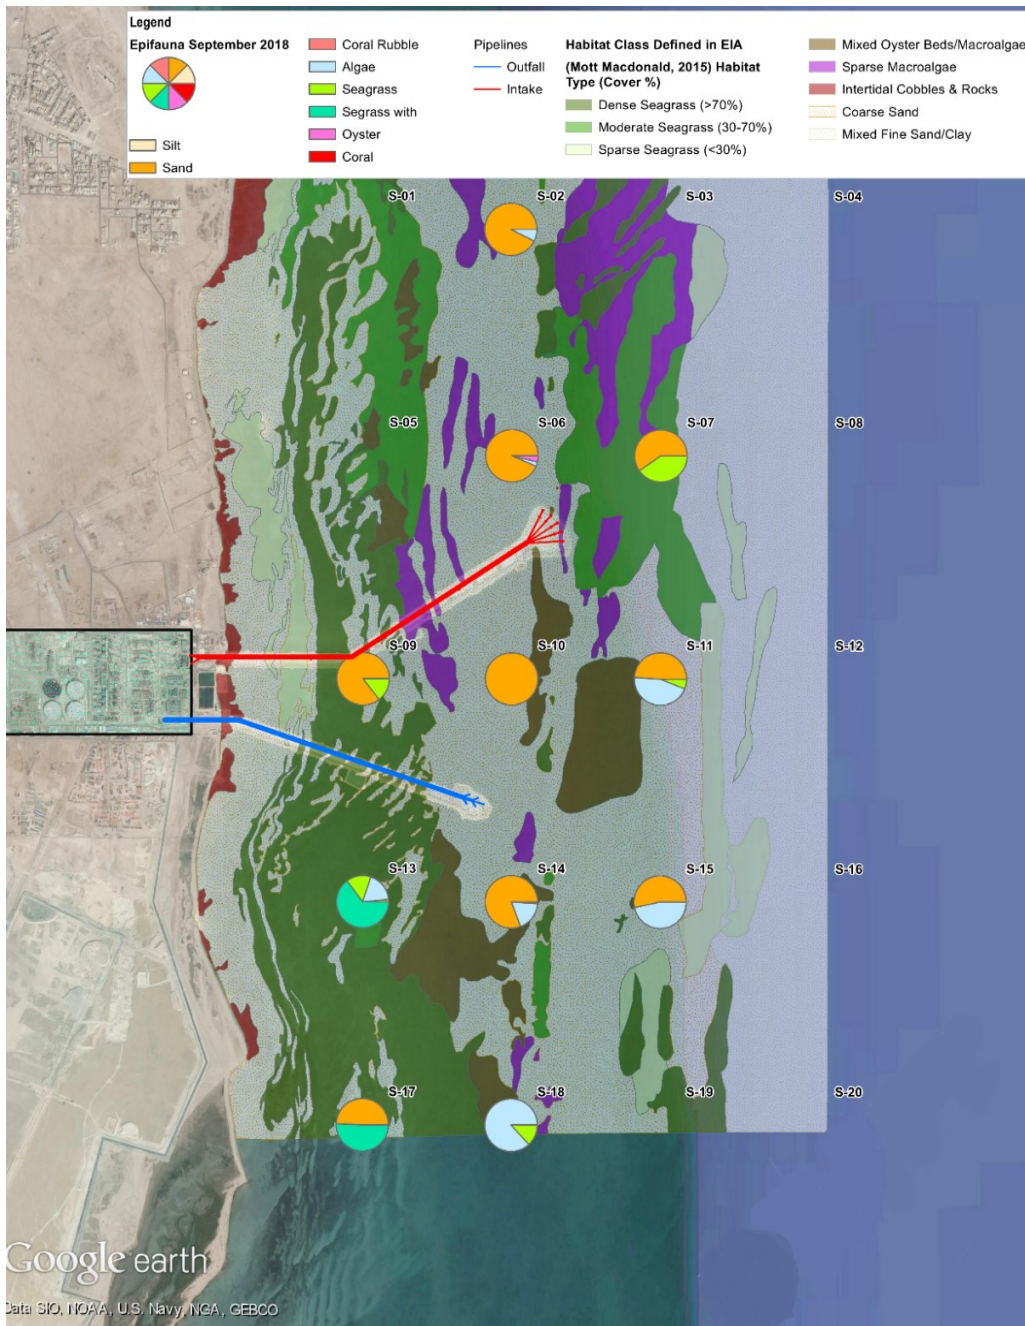 Legend
Epifauna September 2018
Silt
Sand
Coral Rubble
Algae
Seagrass
Segrass with
Oyster
Coral
Pipelines
Outfall
Intake
Habitat Class Defined in EIA
(Mott Macdonald, 2015) Habitat
Type (Cover %)
Dense Seagrass (>70%)
Moderate Seagrass (30-70%)
Sparse Seagrass (<30%)
Mixed Oyster Beds/Macroalgae
Sparse Macroalgae
Intertidal Cobbles & Rocks
Coarse Sand
Mixed Fine Sand/Clay
S-01 S-02 S-03 S-04
S-05 S-06 S-07 S-08
S-09 S-10 S-11 S-12
S-13 S-14 S-15 S-16
S-17 S-18 S-19 S-20
Google earth
Data SIO, NOAA, U.S. Navy, NGA, GEBCO